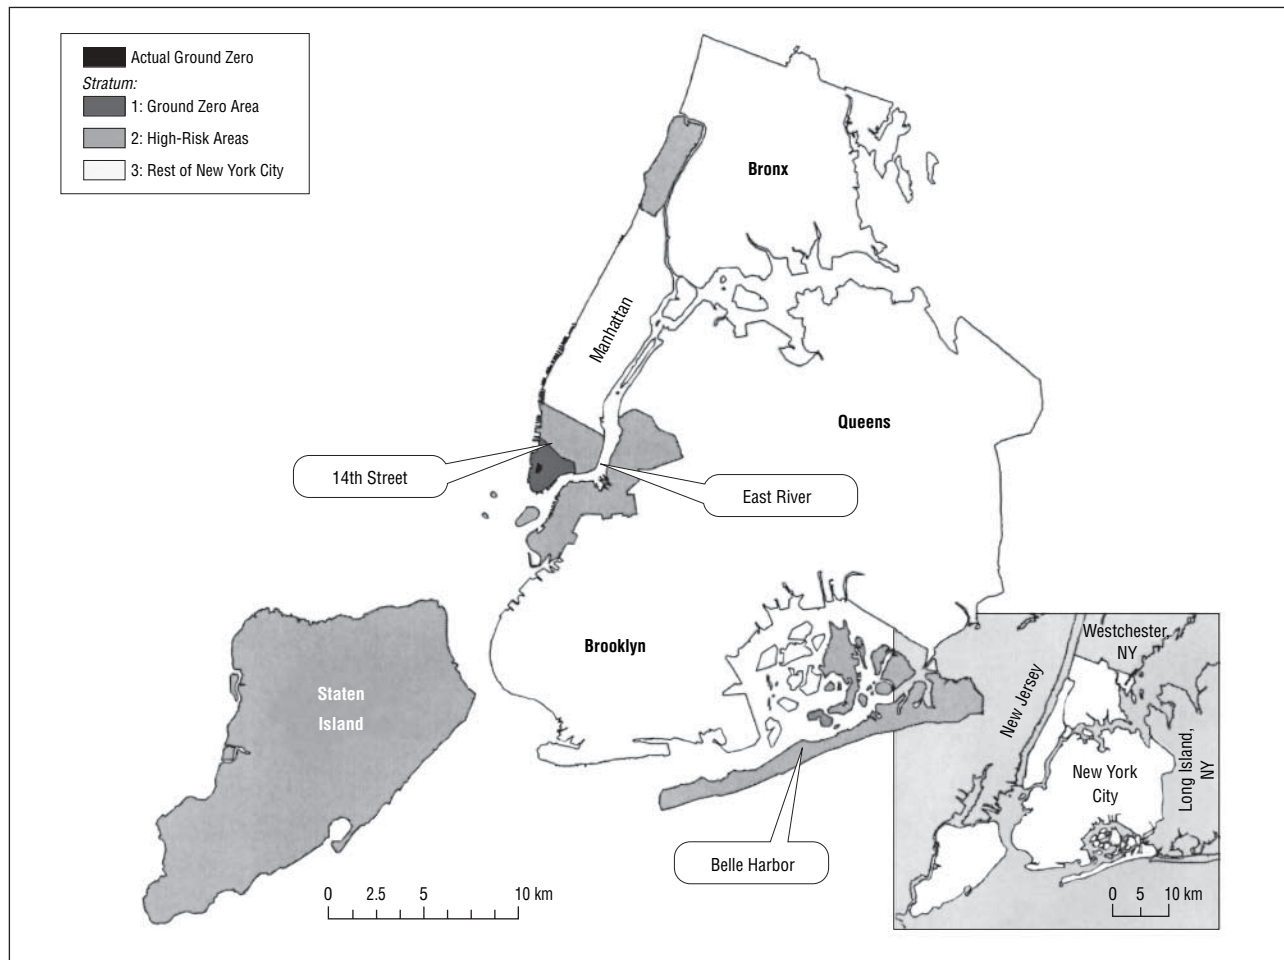 Actual Ground Zero
Stratum:
1: Ground Zero Area
2: High-Risk Areas
3: Rest of New York City
Bronx
Manhattan
Queens
14th Street
East River
Brooklyn
Staten
Island
Belle Harbor
0 2.5 5 10 km
Westchester,
NY
New Jersey
Long Island,
NY
New York
City
0 5 10 km